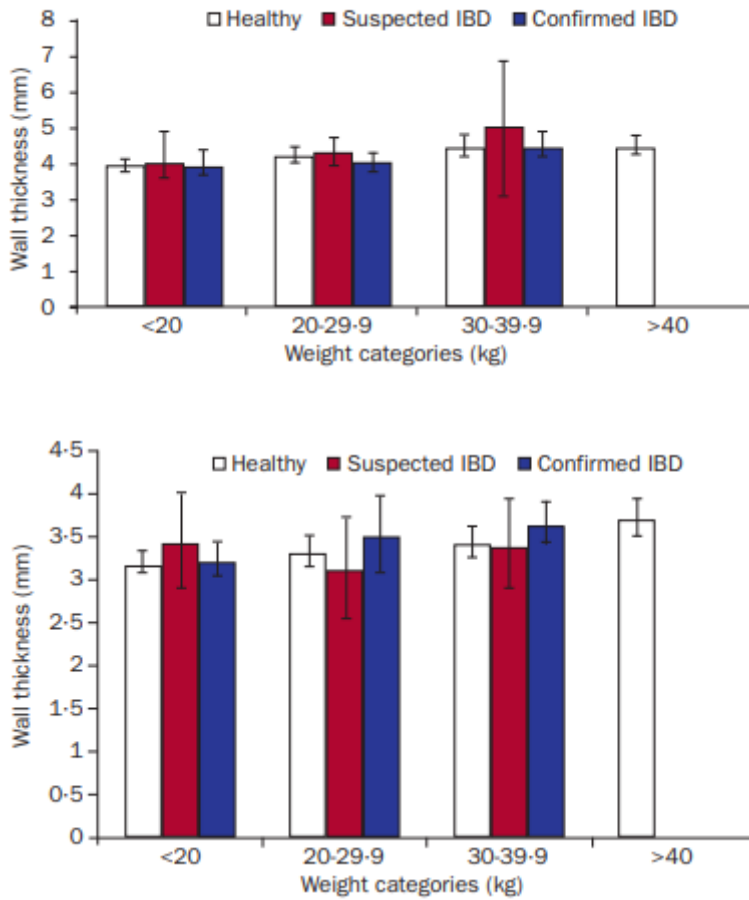 8
Healthy Suspected IBD Confirmed IBD
7
6
5
4
3
2
1
0
Wall thickness (mm)
<20 20-29·9 30-39·9 >40
Weight categories (kg)
4·5
Healthy Suspected IBD Confirmed IBD
4
3·5
3
2·5
2
1·5
1
0·5
0
Wall thickness (mm)
<20 20-29·9 30-39·9 >40
Weight categories (kg)